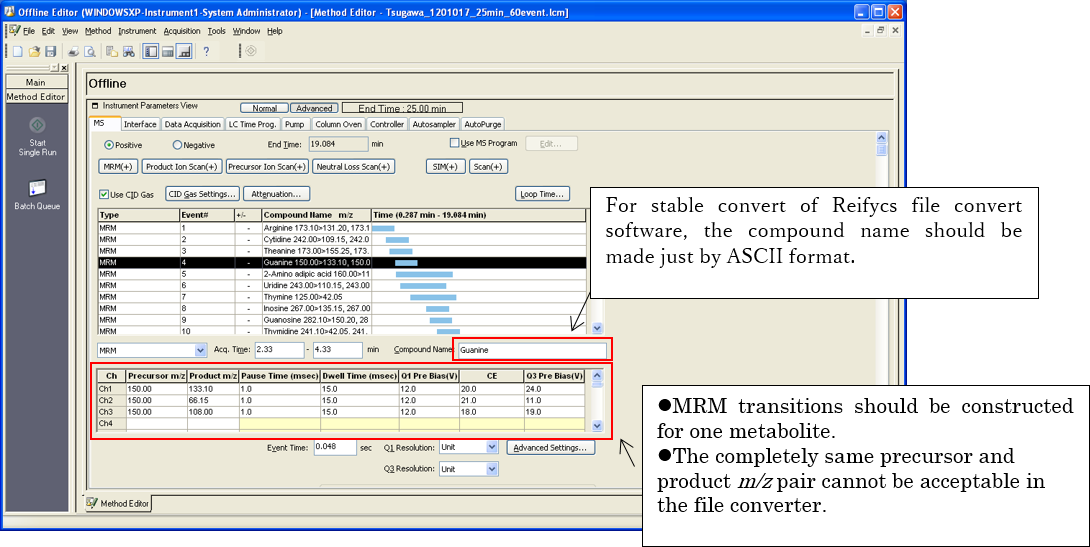 Offline Editor (WINDOWSXP-Instrument1-System Administrator) - [Method Editor - Tsugawa_1201017_25min_60event.lcm]
File Edit View Method Instrument Acquisition Tools Window Help
Main
Method Editor
Start
Single Run
Batch Queue
Offline
Instrument Parameters View Normal Advanced End Time : 25.00 min
MS Interface Data Acquisition LC Time Prog. Pump Column Oven Controller Autosampler AutoPurge
Positive Negative End Time: 19.084 min Use MS Program Edit...
MRM(+) Product Ion Scan(+) Precursor Ion Scan(+) Neutral Loss Scan(+) SIM(+) Scan(+)
Use CID Gas CID Gas Settings... Attenuation... Loop Time...
Type Event# +/- Compound Name m/z Time (0.287 min - 19.084 min)
MRM 1 - Arginine 173.10>131.20, 173.1
MRM 2 - Cytidine 242.00>109.15, 242.0
MRM 3 - Theanine 173.00>155.25, 173.
MRM 4 - Guanine 150.00>133.10, 150.0
MRM 5 - 2-Amino adipic acid 160.00>11
MRM 6 - Uridine 243.00>110.15, 243.00
MRM 7 - Thymine 125.00>42.05
MRM 8 - Inosine 267.00>135.15, 267.00
MRM 9 - Guanosine 282.10>150.20, 28
MRM 10 - Thymidine 241.10>42.05, 241.
MRM Acq. Time: 2.33 - 4.33 min Compound Name: Guanine
Ch Precursor m/z Product m/z Pause Time (msec) Dwell Time (msec) Q1 Pre Bias(V) CE Q3 Pre Bias(V)
Ch1 150.00 133.10 1.0 15.0 12.0 20.0 24.0
Ch2 150.00 66.15 1.0 15.0 12.0 21.0 11.0
Ch3 150.00 108.00 1.0 15.0 12.0 18.0 19.0
Ch4
Event Time: 0.048 sec Q1 Resolution: Unit Advanced Settings...
Q3 Resolution: Unit
Method Editor
For stable convert of Reifycs file convert
software, the compound name should be
made just by ASCII format.
●MRM transitions should be constructed
for one metabolite.
●The completely same precursor and
product m/z pair cannot be acceptable in
the file converter.